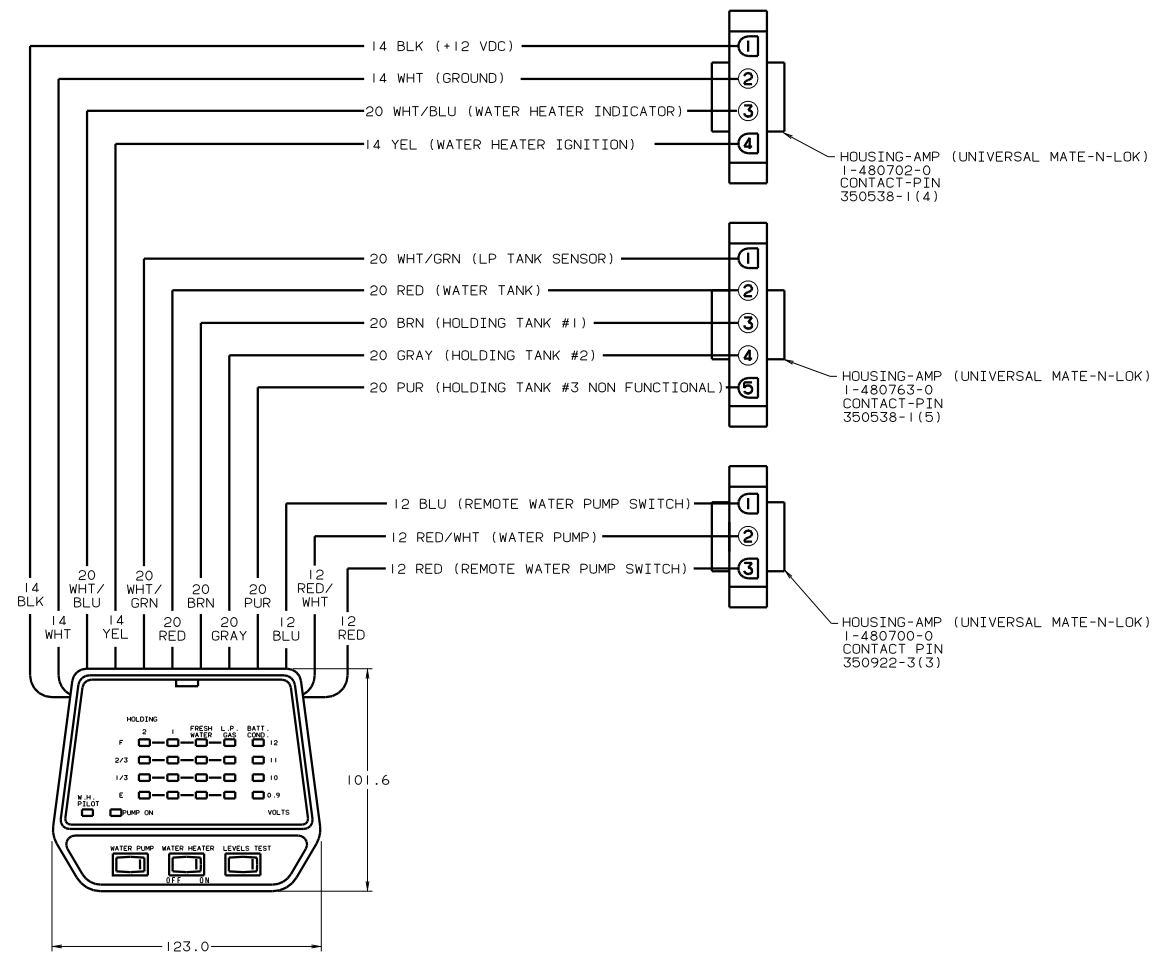 14 BLK (+12 VDC)
1
14 WHT (GROUND)
2
20 WHT/BLU (WATER HEATER INDICATOR)
3
14 YEL (WATER HEATER IGNITION)
4
HOUSING-AMP (UNIVERSAL MATE-N-LOK)
1-480702-0
CONTACT-PIN
350538-1(4)
20 WHT/GRN (LP TANK SENSOR)
1
20 RED (WATER TANK)
2
20 BRN (HOLDING TANK #1)
3
20 GRAY (HOLDING TANK #2)
4
20 PUR (HOLDING TANK #3 NON FUNCTIONAL)
5
HOUSING-AMP (UNIVERSAL MATE-N-LOK)
1-480763-0
CONTACT-PIN
350538-1(5)
12 BLU (REMOTE WATER PUMP SWITCH)
1
12 RED/WHT (WATER PUMP)
2
12 RED (REMOTE WATER PUMP SWITCH)
3
HOUSING-AMP (UNIVERSAL MATE-N-LOK)
1-480700-0
CONTACT PIN
350922-3(3)
14
BLK
14
WHT
20
WHT/
BLU
14
YEL
20
WHT/
GRN
20
RED
20
BRN
20
GRAY
20
PUR
12
BLU
12
RED/
WHT
12
RED
HOLDING
2
1
FRESH
WATER
L.P.
GAS
BATT.
COND.
F
12
2/3
11
1/3
10
E
0.9
W.H.
PILOT
PUMP ON
VOLTS
WATER PUMP
WATER HEATER
LEVELS TEST
OFF ON
101.6
123.0